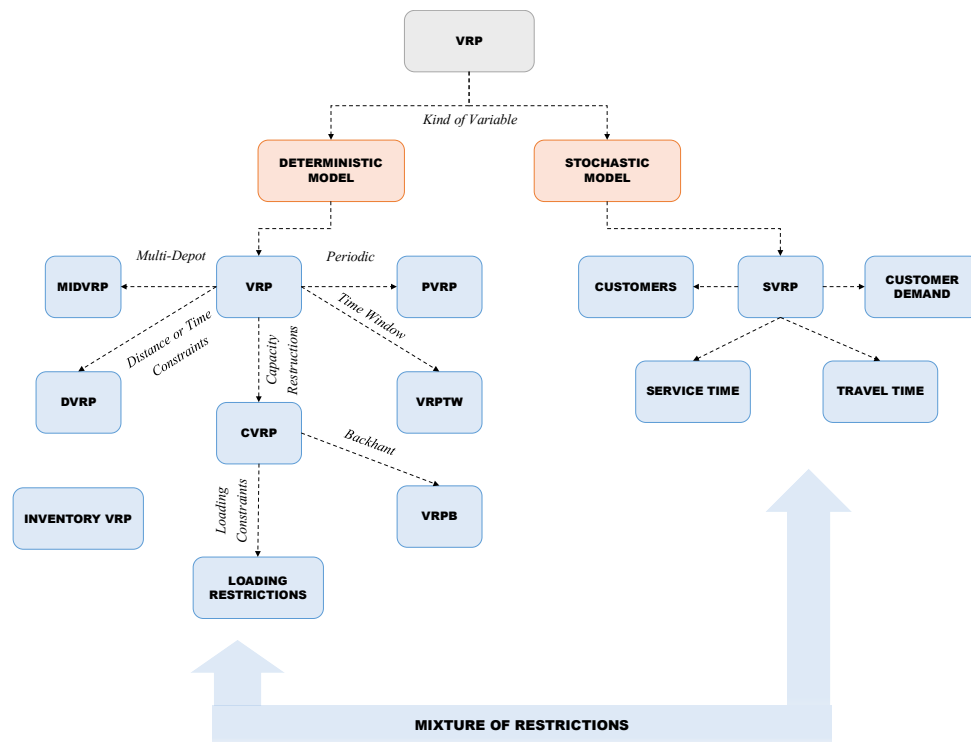 VRP
Kind of Variable
DETERMINISTIC
MODEL
STOCHASTIC
MODEL
Multi-Depot
Periodic
MIDVRP
VRP
PVRP
CUSTOMERS
SVRP
CUSTOMER
DEMAND
Time Window
Distance or Time
Constraints
Capacity
Restructions
DVRP
VRPTW
SERVICE TIME
TRAVEL TIME
CVRP
Backhant
Loading
Constraints
INVENTORY VRP
VRPB
LOADING
RESTRICTIONS
MIXTURE OF RESTRICTIONS